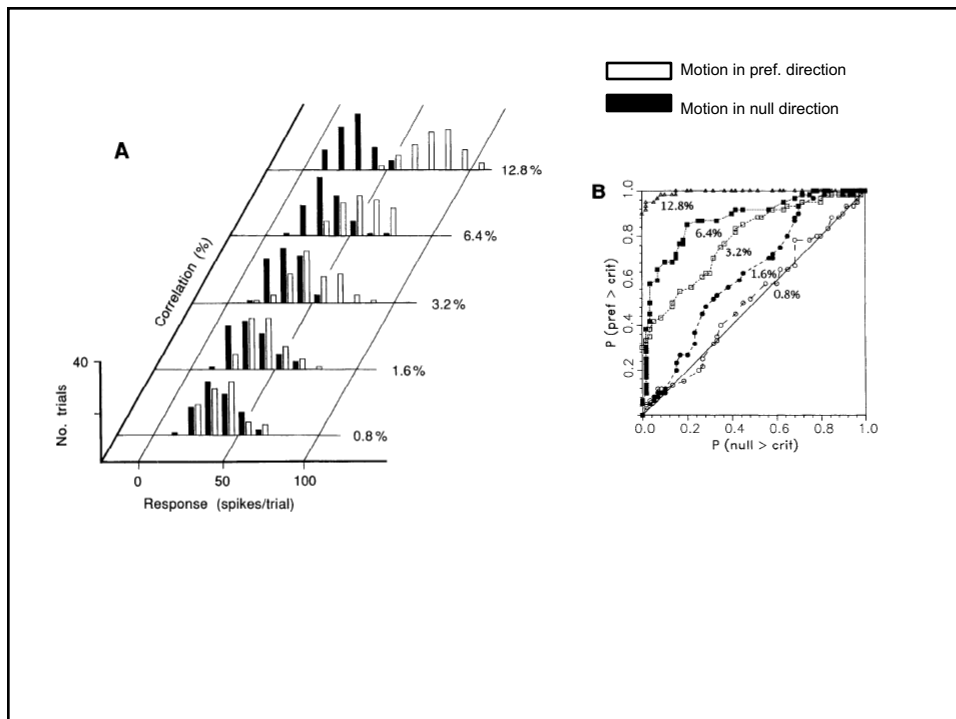 Motion in pref. direction
Motion in null direction
A
12.8%
6.4%
3.2%
1.6%
0.8%
Correlation (%)
40
No. trials
0 50 100
Response (spikes/trial)
B
1.0
0.8
0.6
0.4
0.2
P (pref > crit)
12.8%
6.4%
3.2%
1.6%
0.8%
0.0 0.2 0.4 0.6 0.8 1.0
P (null > crit)